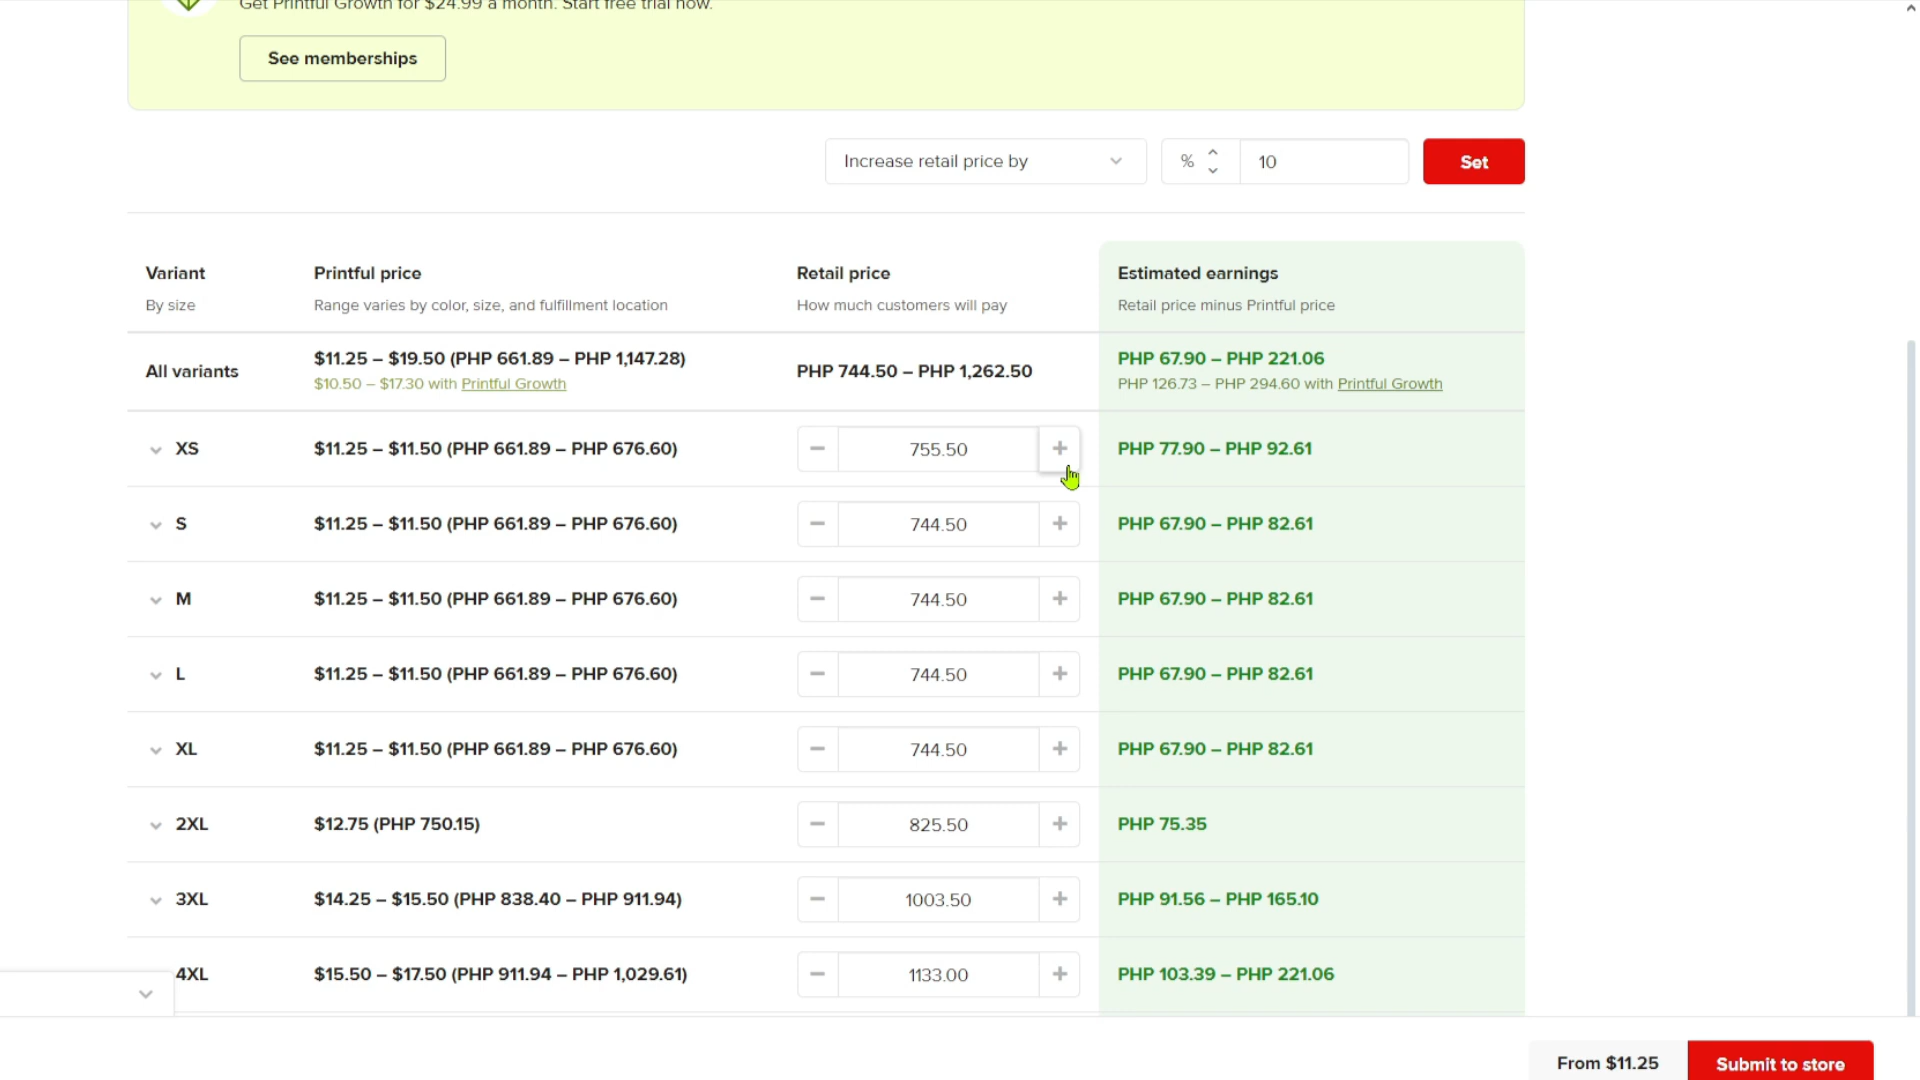 Get Printful Growth for $24.99 a month. Start free trial now.
See memberships
Increase retail price by
% 10
Set
Variant
By size
Printful price
Range varies by color, size, and fulfillment location
Retail price
How much customers will pay
Estimated earnings
Retail price minus Printful price
All variants
$11.25 – $19.50 (PHP 661.89 – PHP 1,147.28)
$10.50 – $17.30 with Printful Growth
PHP 744.50 – PHP 1,262.50
PHP 67.90 – PHP 221.06
PHP 126.73 – PHP 294.60 with Printful Growth
XS $11.25 – $11.50 (PHP 661.89 – PHP 676.60) − 755.50 + PHP 77.90 – PHP 92.61
S $11.25 – $11.50 (PHP 661.89 – PHP 676.60) − 744.50 + PHP 67.90 – PHP 82.61
M $11.25 – $11.50 (PHP 661.89 – PHP 676.60) − 744.50 + PHP 67.90 – PHP 82.61
L $11.25 – $11.50 (PHP 661.89 – PHP 676.60) − 744.50 + PHP 67.90 – PHP 82.61
XL $11.25 – $11.50 (PHP 661.89 – PHP 676.60) − 744.50 + PHP 67.90 – PHP 82.61
2XL $12.75 (PHP 750.15) − 825.50 + PHP 75.35
3XL $14.25 – $15.50 (PHP 838.40 – PHP 911.94) − 1003.50 + PHP 91.56 – PHP 165.10
4XL $15.50 – $17.50 (PHP 911.94 – PHP 1,029.61) − 1133.00 + PHP 103.39 – PHP 221.06
From $11.25
Submit to store